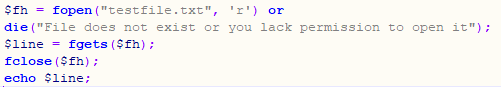 $fh = fopen("testfile.txt", 'r') or
die("File does not exist or you lack permission to open it");
$line = fgets($fh);
fclose($fh);
echo $line;